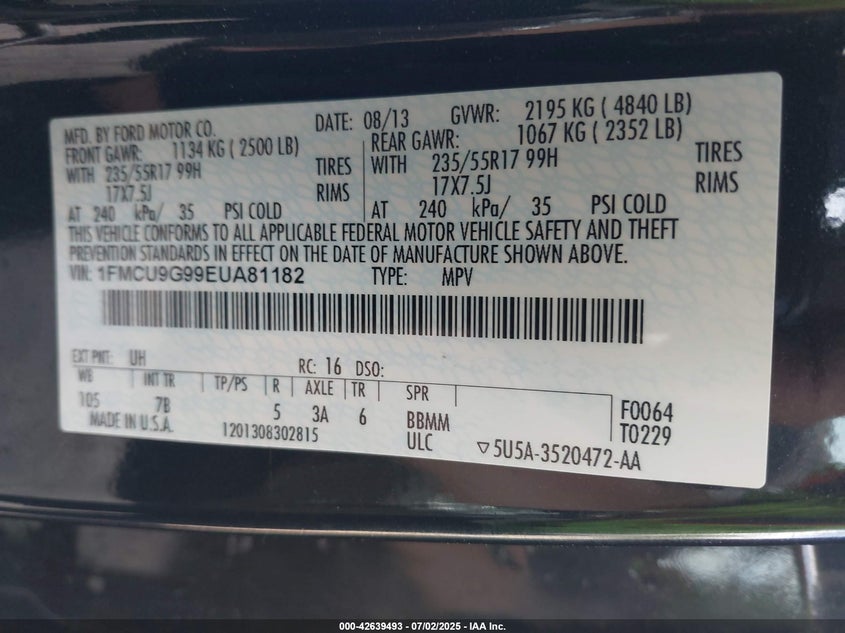 MFD. BY FORD MOTOR CO. DATE: 08/13 GVWR: 2195 KG ( 4840 LB)
FRONT GAWR: 1134 KG ( 2500 LB) REAR GAWR: 1067 KG ( 2352 LB)
WITH 235/55R17 99H TIRES WITH 235/55R17 99H TIRES
17X7.5J RIMS 17X7.5J RIMS
AT 240 kPa/ 35 PSI COLD AT 240 kPa/ 35 PSI COLD
THIS VEHICLE CONFORMS TO ALL APPLICABLE FEDERAL MOTOR VEHICLE SAFETY AND THEFT
PREVENTION STANDARDS IN EFFECT ON THE DATE OF MANUFACTURE SHOWN ABOVE.
VIN: 1FMCU9G99EUA81182 TYPE: MPV
EXT PNT: UH RC: 16 DSO:
WB INT TR TP/PS R AXLE TR SPR
105 7B 5 3A 6 BBMM F0064
MADE IN U.S.A. 1201308302815 ULC T0229
▽5U5A-3520472-AA
000-42639493 - 07/02/2025 - IAA Inc.